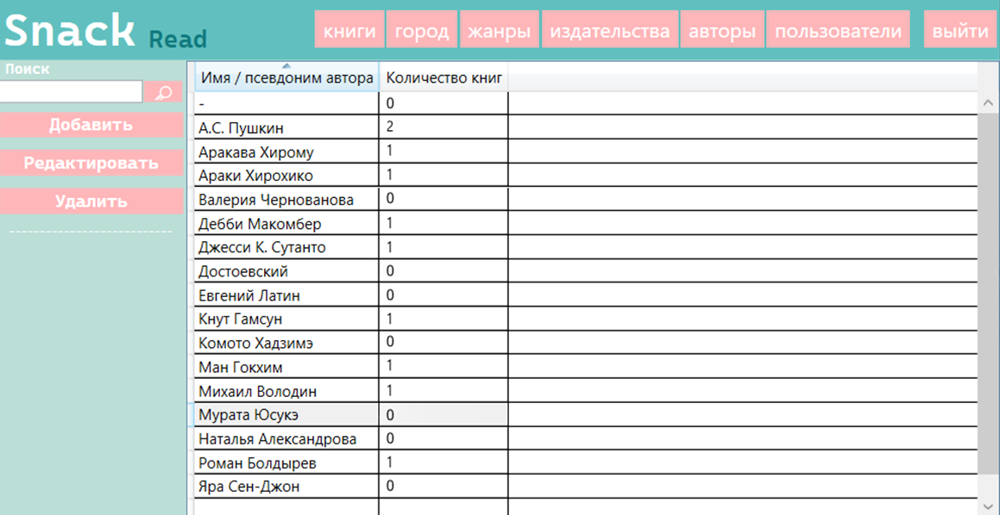 Snack Read
книги город жанры издательства авторы пользователи выйти
Поиск
Добавить
Редактировать
Удалить
---------------------------
Имя / псевдоним автора Количество книг
- 0
А.С. Пушкин 2
Аракава Хирому 1
Араки Хирохико 1
Валерия Чернованова 0
Дебби Макомбер 1
Джесси К. Сутанто 1
Достоевский 0
Евгений Латин 0
Кнут Гамсун 1
Комото Хадзимэ 0
Ман Гокхим 1
Михаил Володин 1
Мурата Юсукэ 0
Наталья Александрова 0
Роман Болдырев 1
Яра Сен-Джон 0